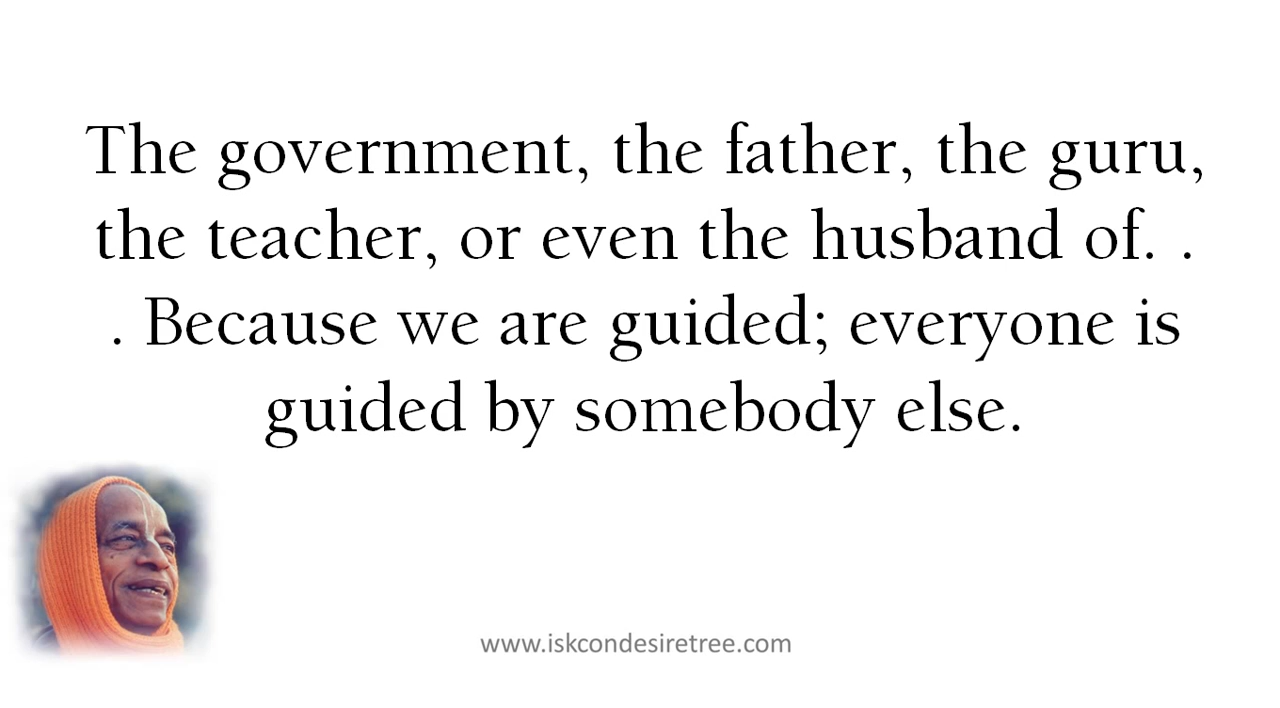 The government, the father, the guru,
the teacher, or even the husband of. .
. Because we are guided; everyone is
guided by somebody else.
www.iskcondesiretree.com